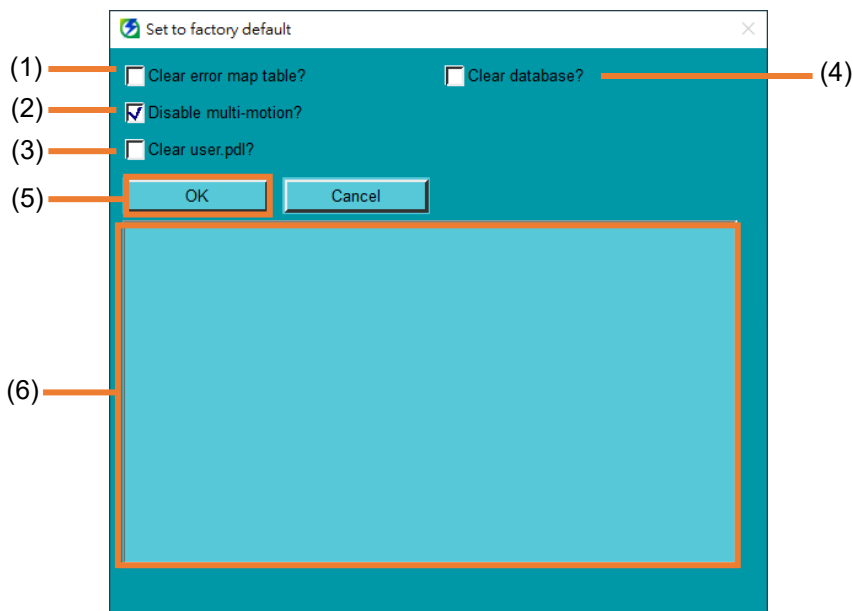 Set to factory default
(1) Clear error map table? Clear database? (4)
(2) Disable multi-motion?
(3) Clear user.pdl?
(5) OK Cancel
(6)